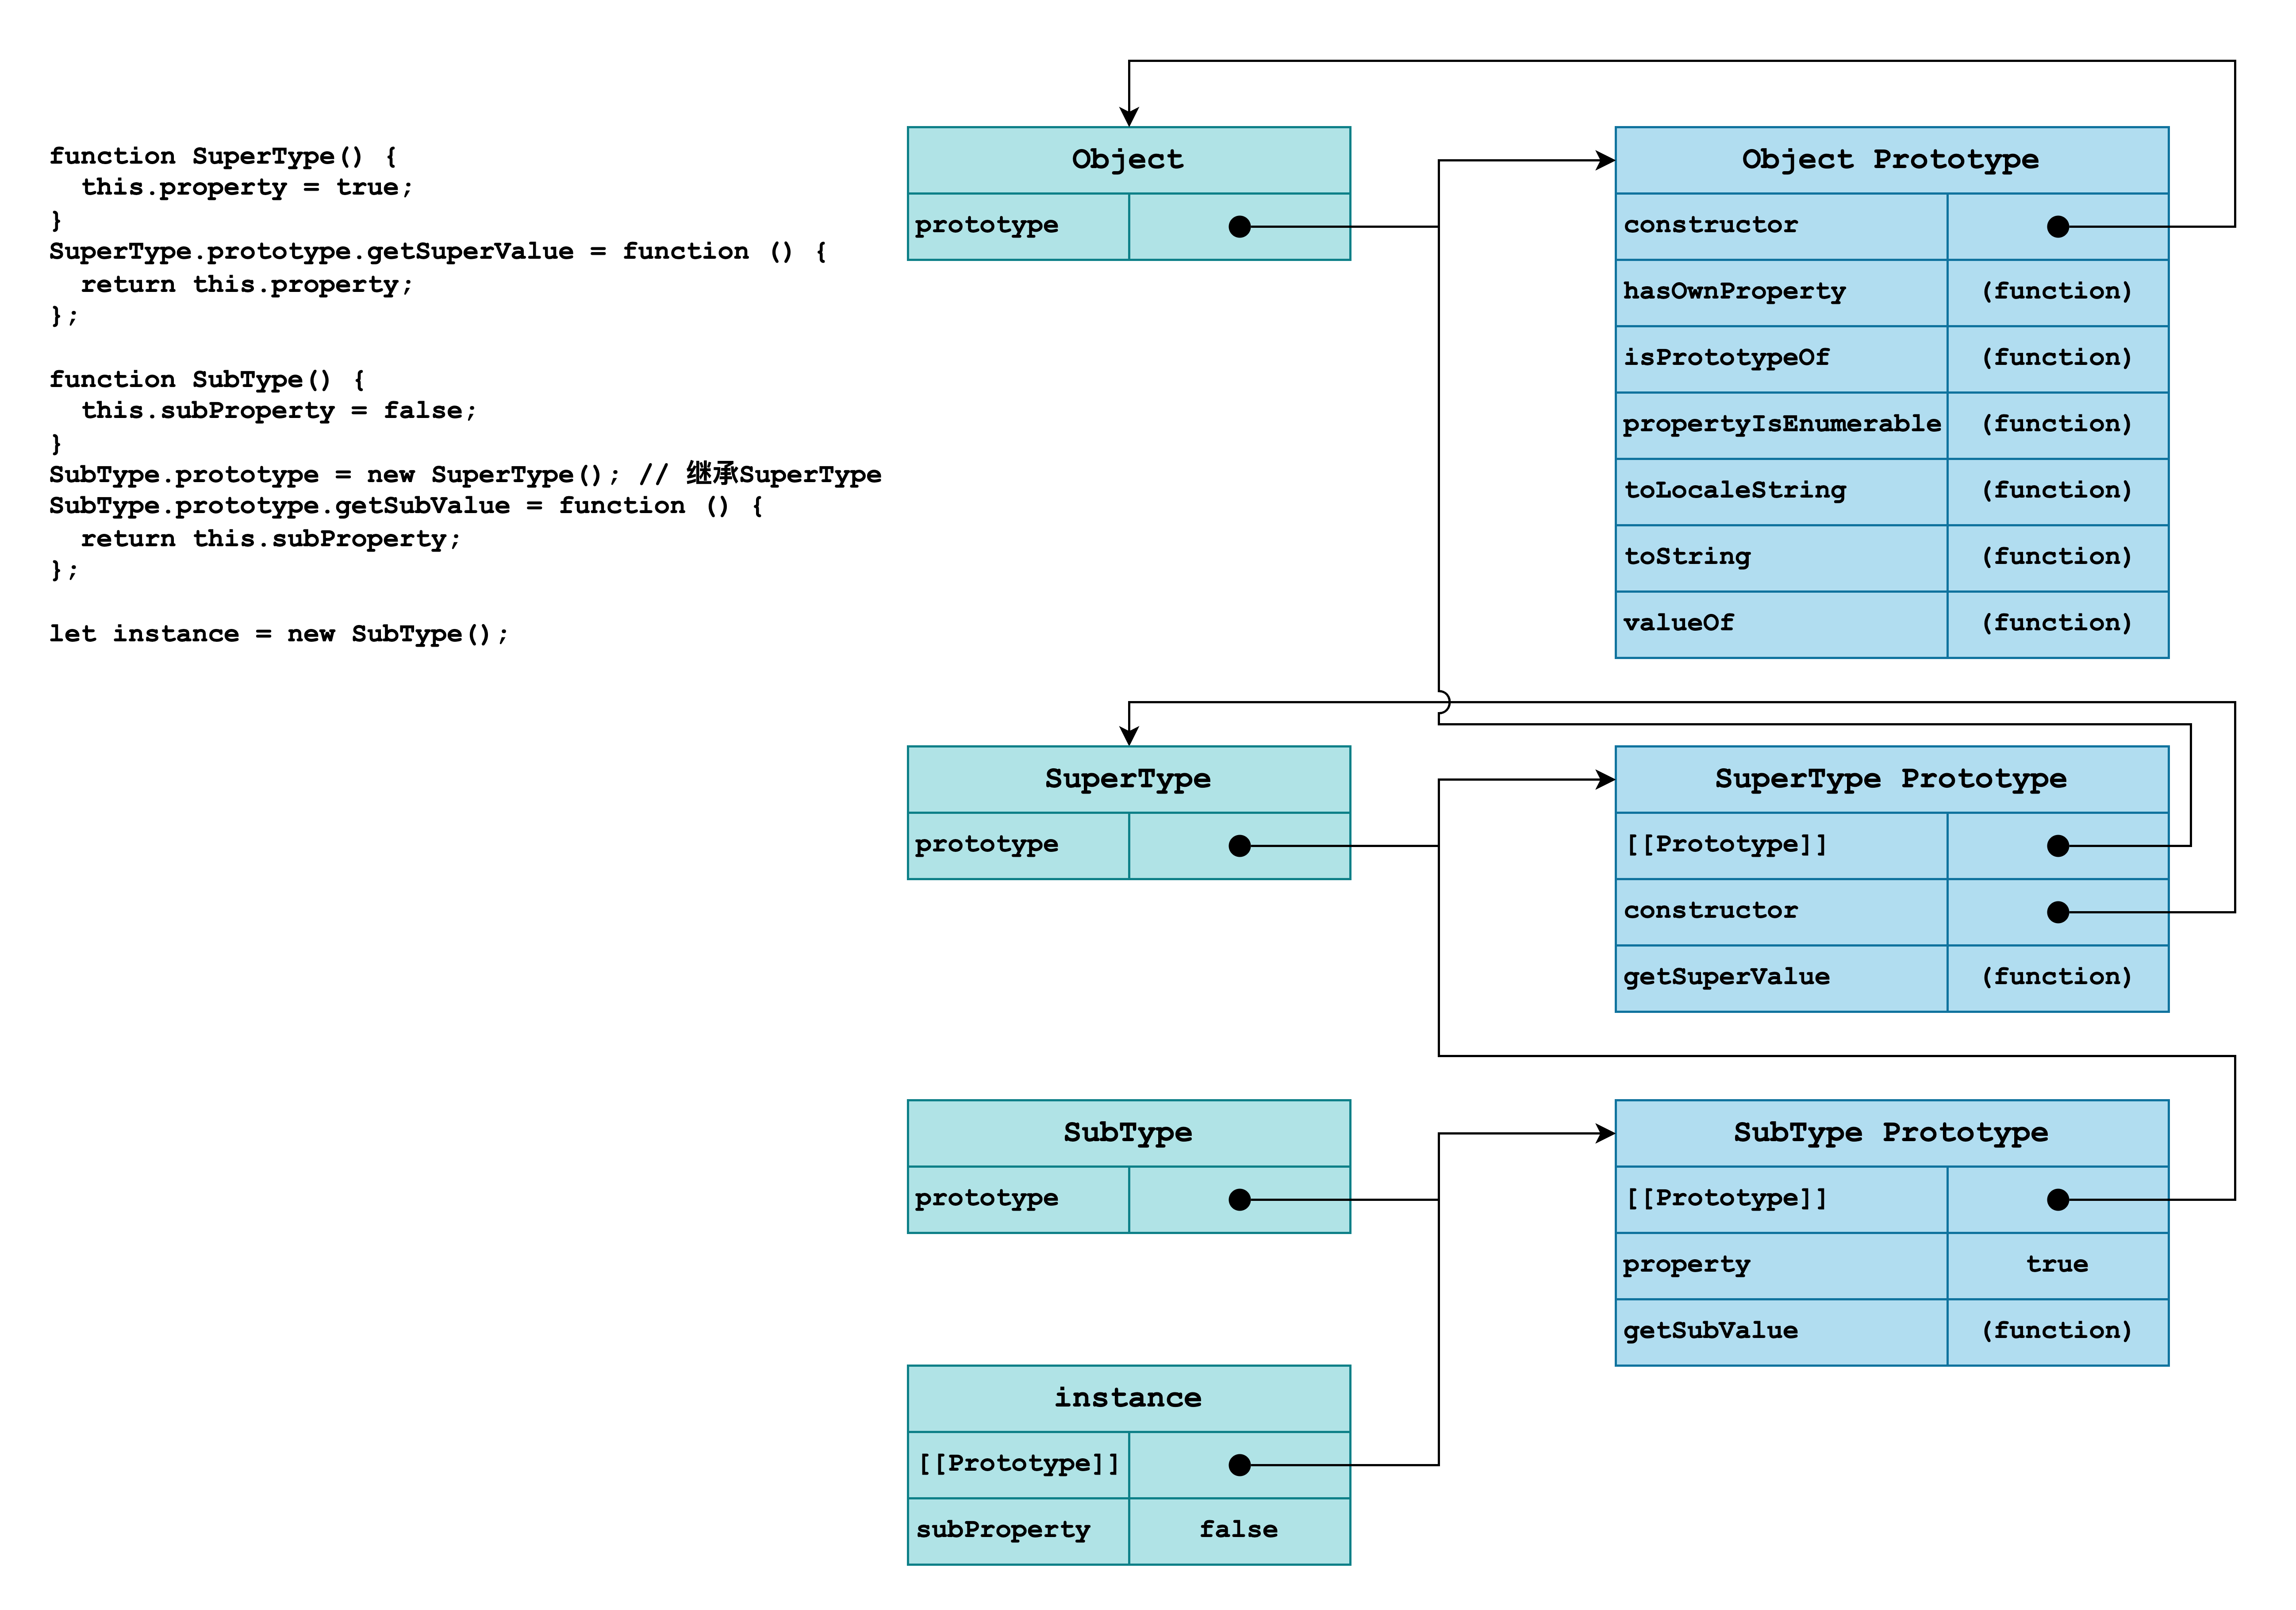 function SuperType() {
  this.property = true;
}
SuperType.prototype.getSuperValue = function () {
  return this.property;
};

function SubType() {
  this.subProperty = false;
}
SubType.prototype = new SuperType(); // 继承SuperType
SubType.prototype.getSubValue = function () {
  return this.subProperty;
};

let instance = new SubType();
Object
prototype
Object Prototype
constructor
hasOwnProperty (function)
isPrototypeOf (function)
propertyIsEnumerable (function)
toLocaleString (function)
toString (function)
valueOf (function)
SuperType
prototype
SuperType Prototype
[[Prototype]]
constructor
getSuperValue (function)
SubType
prototype
SubType Prototype
[[Prototype]]
property true
getSubValue (function)
instance
[[Prototype]]
subProperty false